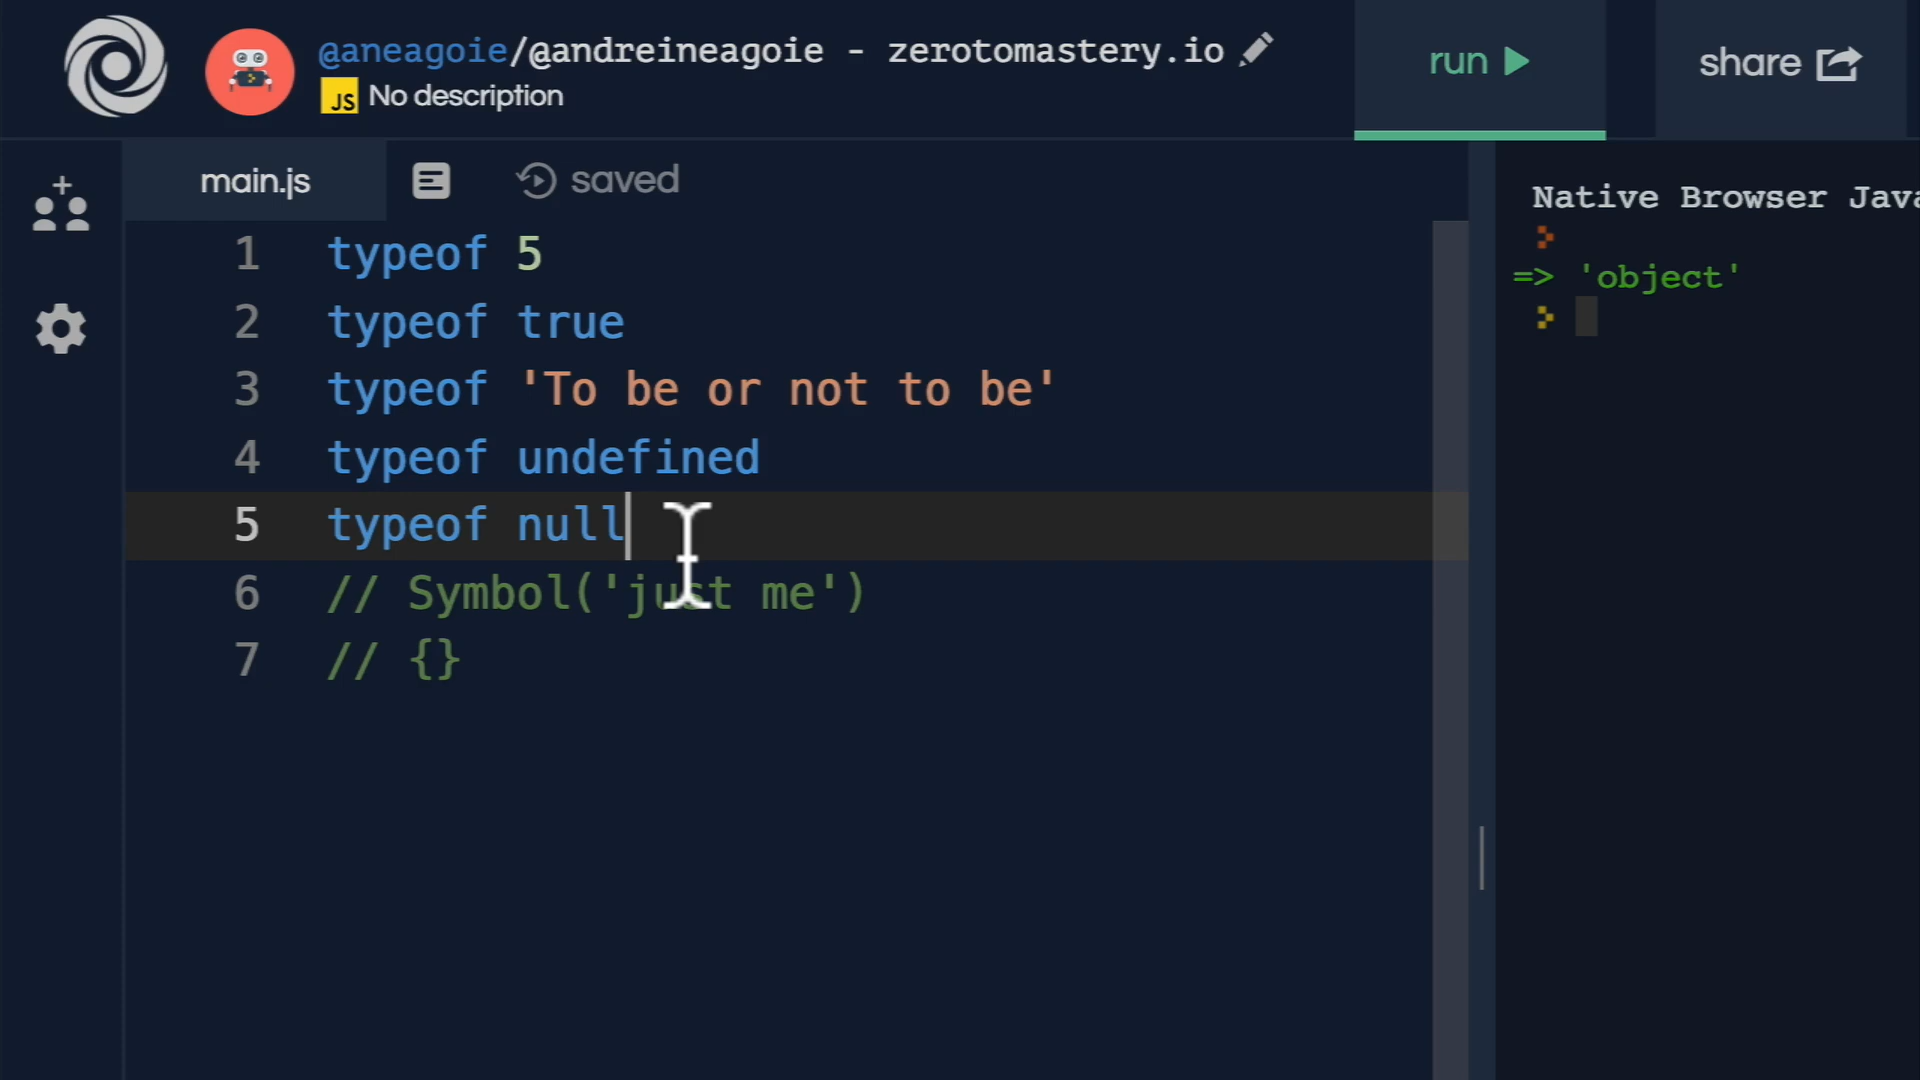 @aneagoie/@andreineagoie - zerotomastery.io
run
share
JS No description
main.js
saved
1 typeof 5
2 typeof true
3 typeof 'To be or not to be'
4 typeof undefined
5 typeof null
6 // Symbol('just me')
7 // {}
Native Browser Java
=> 'object'